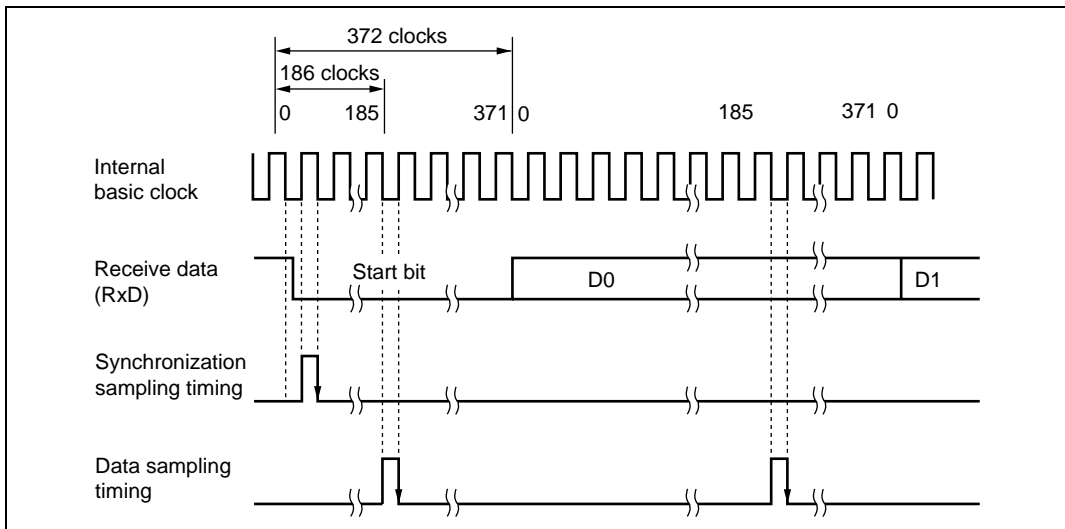 372 clocks
186 clocks
0 185 371 0 185 371 0
Internal
basic clock
Receive data
(RxD)
Start bit D0 D1
Synchronization
sampling timing
Data sampling
timing